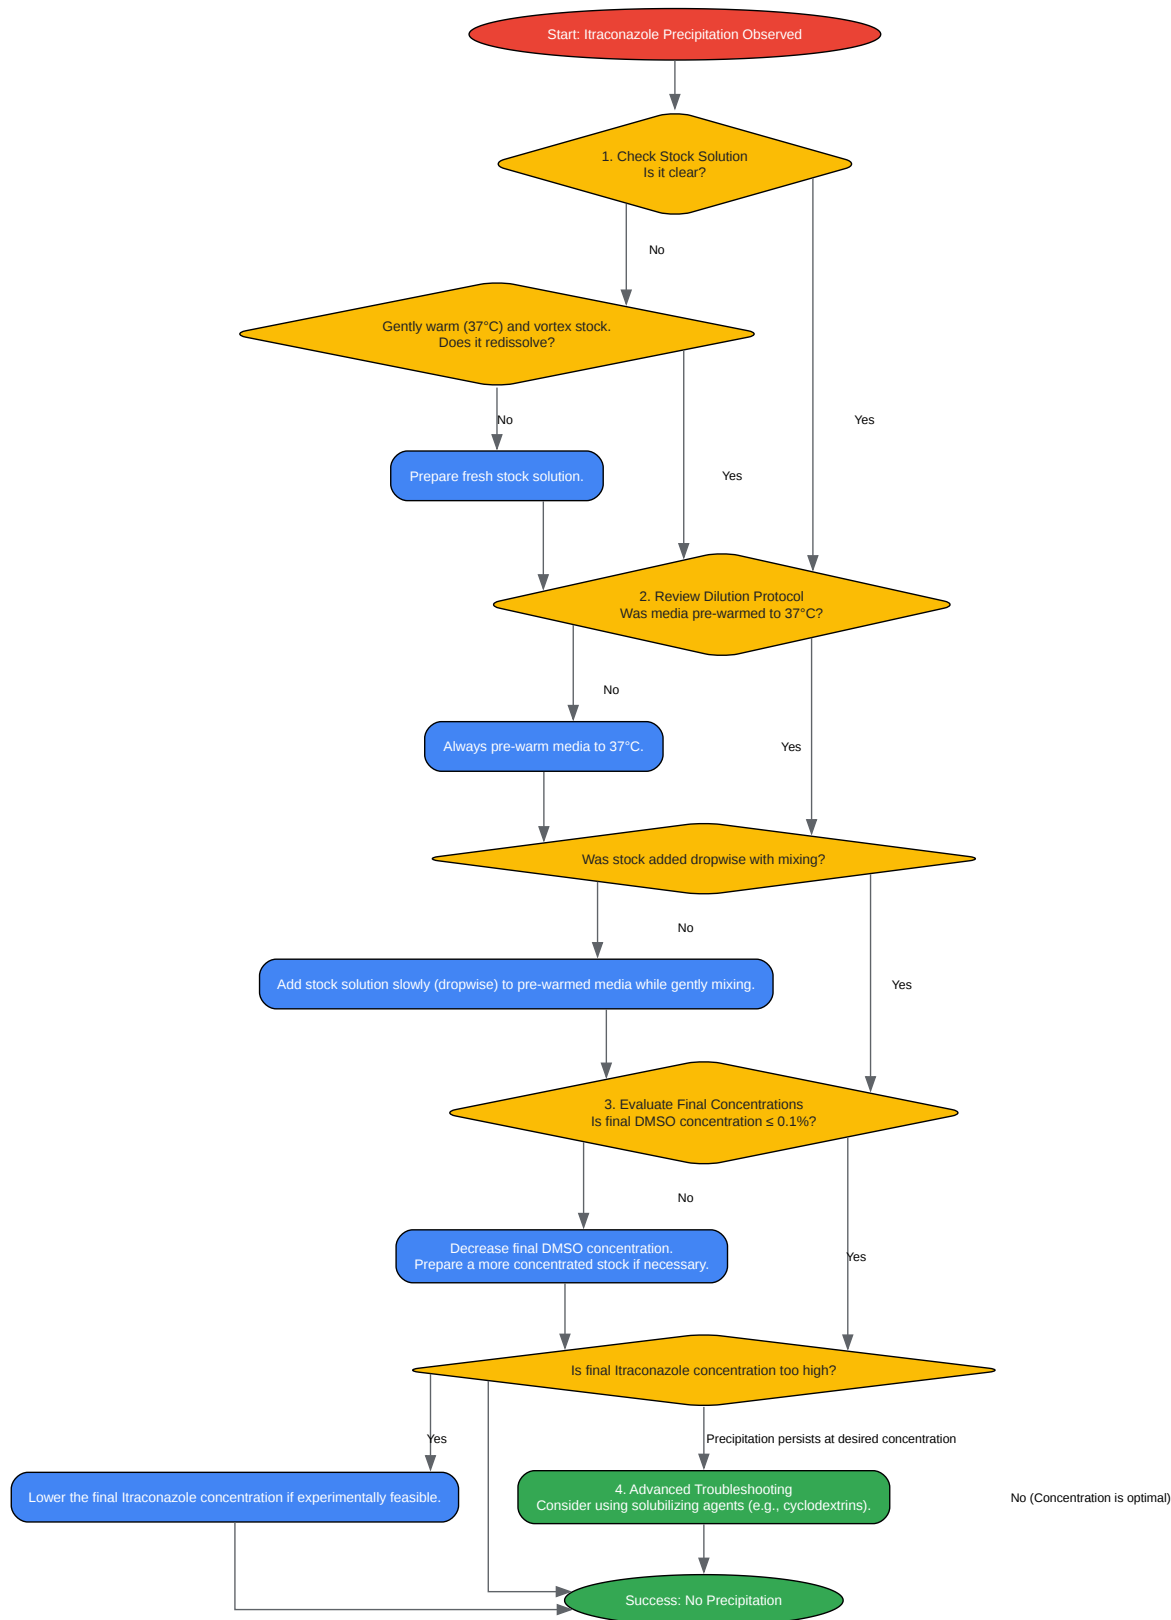 Start: Itraconazole Precipitation Observed
1. Check Stock Solution
Is it clear?
No
Gently warm (37°C) and vortex stock.
Does it redissolve?
No
Yes
Prepare fresh stock solution.
Yes
2. Review Dilution Protocol
Was media pre-warmed to 37°C?
No
Always pre-warm media to 37°C.
Yes
Was stock added dropwise with mixing?
No
Add stock solution slowly (dropwise) to pre-warmed media while gently mixing.
Yes
3. Evaluate Final Concentrations
Is final DMSO concentration ≤ 0.1%?
No
Decrease final DMSO concentration.
Prepare a more concentrated stock if necessary.
Yes
Is final Itraconazole concentration too high?
Yes
Precipitation persists at desired concentration
Lower the final Itraconazole concentration if experimentally feasible.
4. Advanced Troubleshooting
Consider using solubilizing agents (e.g., cyclodextrins).
No (Concentration is optimal)
Success: No Precipitation